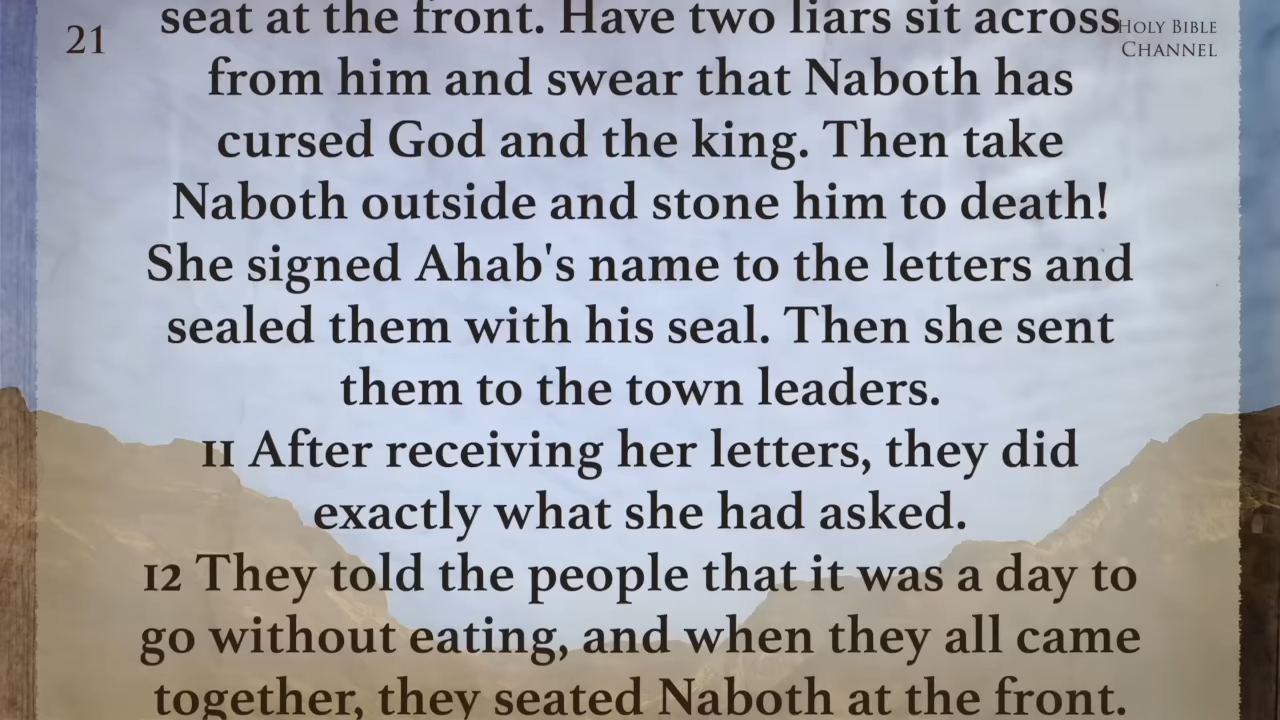 21
HOLY BIBLE
CHANNEL
seat at the front. Have two liars sit across
from him and swear that Naboth has
cursed God and the king. Then take
Naboth outside and stone him to death!
She signed Ahab's name to the letters and
sealed them with his seal. Then she sent
them to the town leaders.
11 After receiving her letters, they did
exactly what she had asked.
12 They told the people that it was a day to
go without eating, and when they all came
together, they seated Naboth at the front.